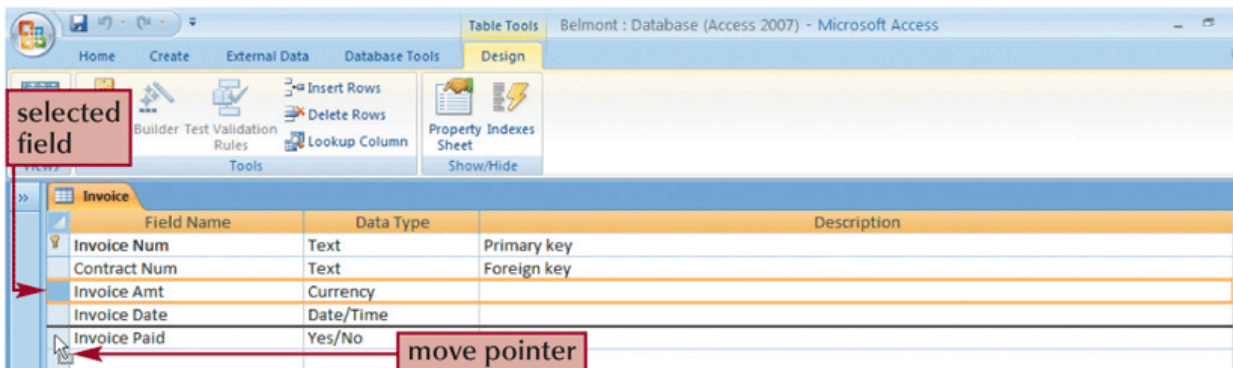 Table Tools Belmont : Database (Access 2007) - Microsoft Access
Home Create External Data Database Tools Design
selected field
Builder Test Validation Rules
Insert Rows
Delete Rows
Lookup Column
Property Sheet Indexes
Views Tools Show/Hide
» Invoice
Field Name Data Type Description
Invoice Num Text Primary key
Contract Num Text Foreign key
Invoice Amt Currency
Invoice Date Date/Time
Invoice Paid Yes/No
move pointer